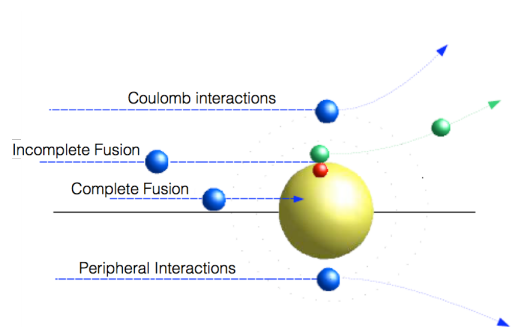 Coulomb interactions
Incomplete Fusion
Complete Fusion
Peripheral Interactions